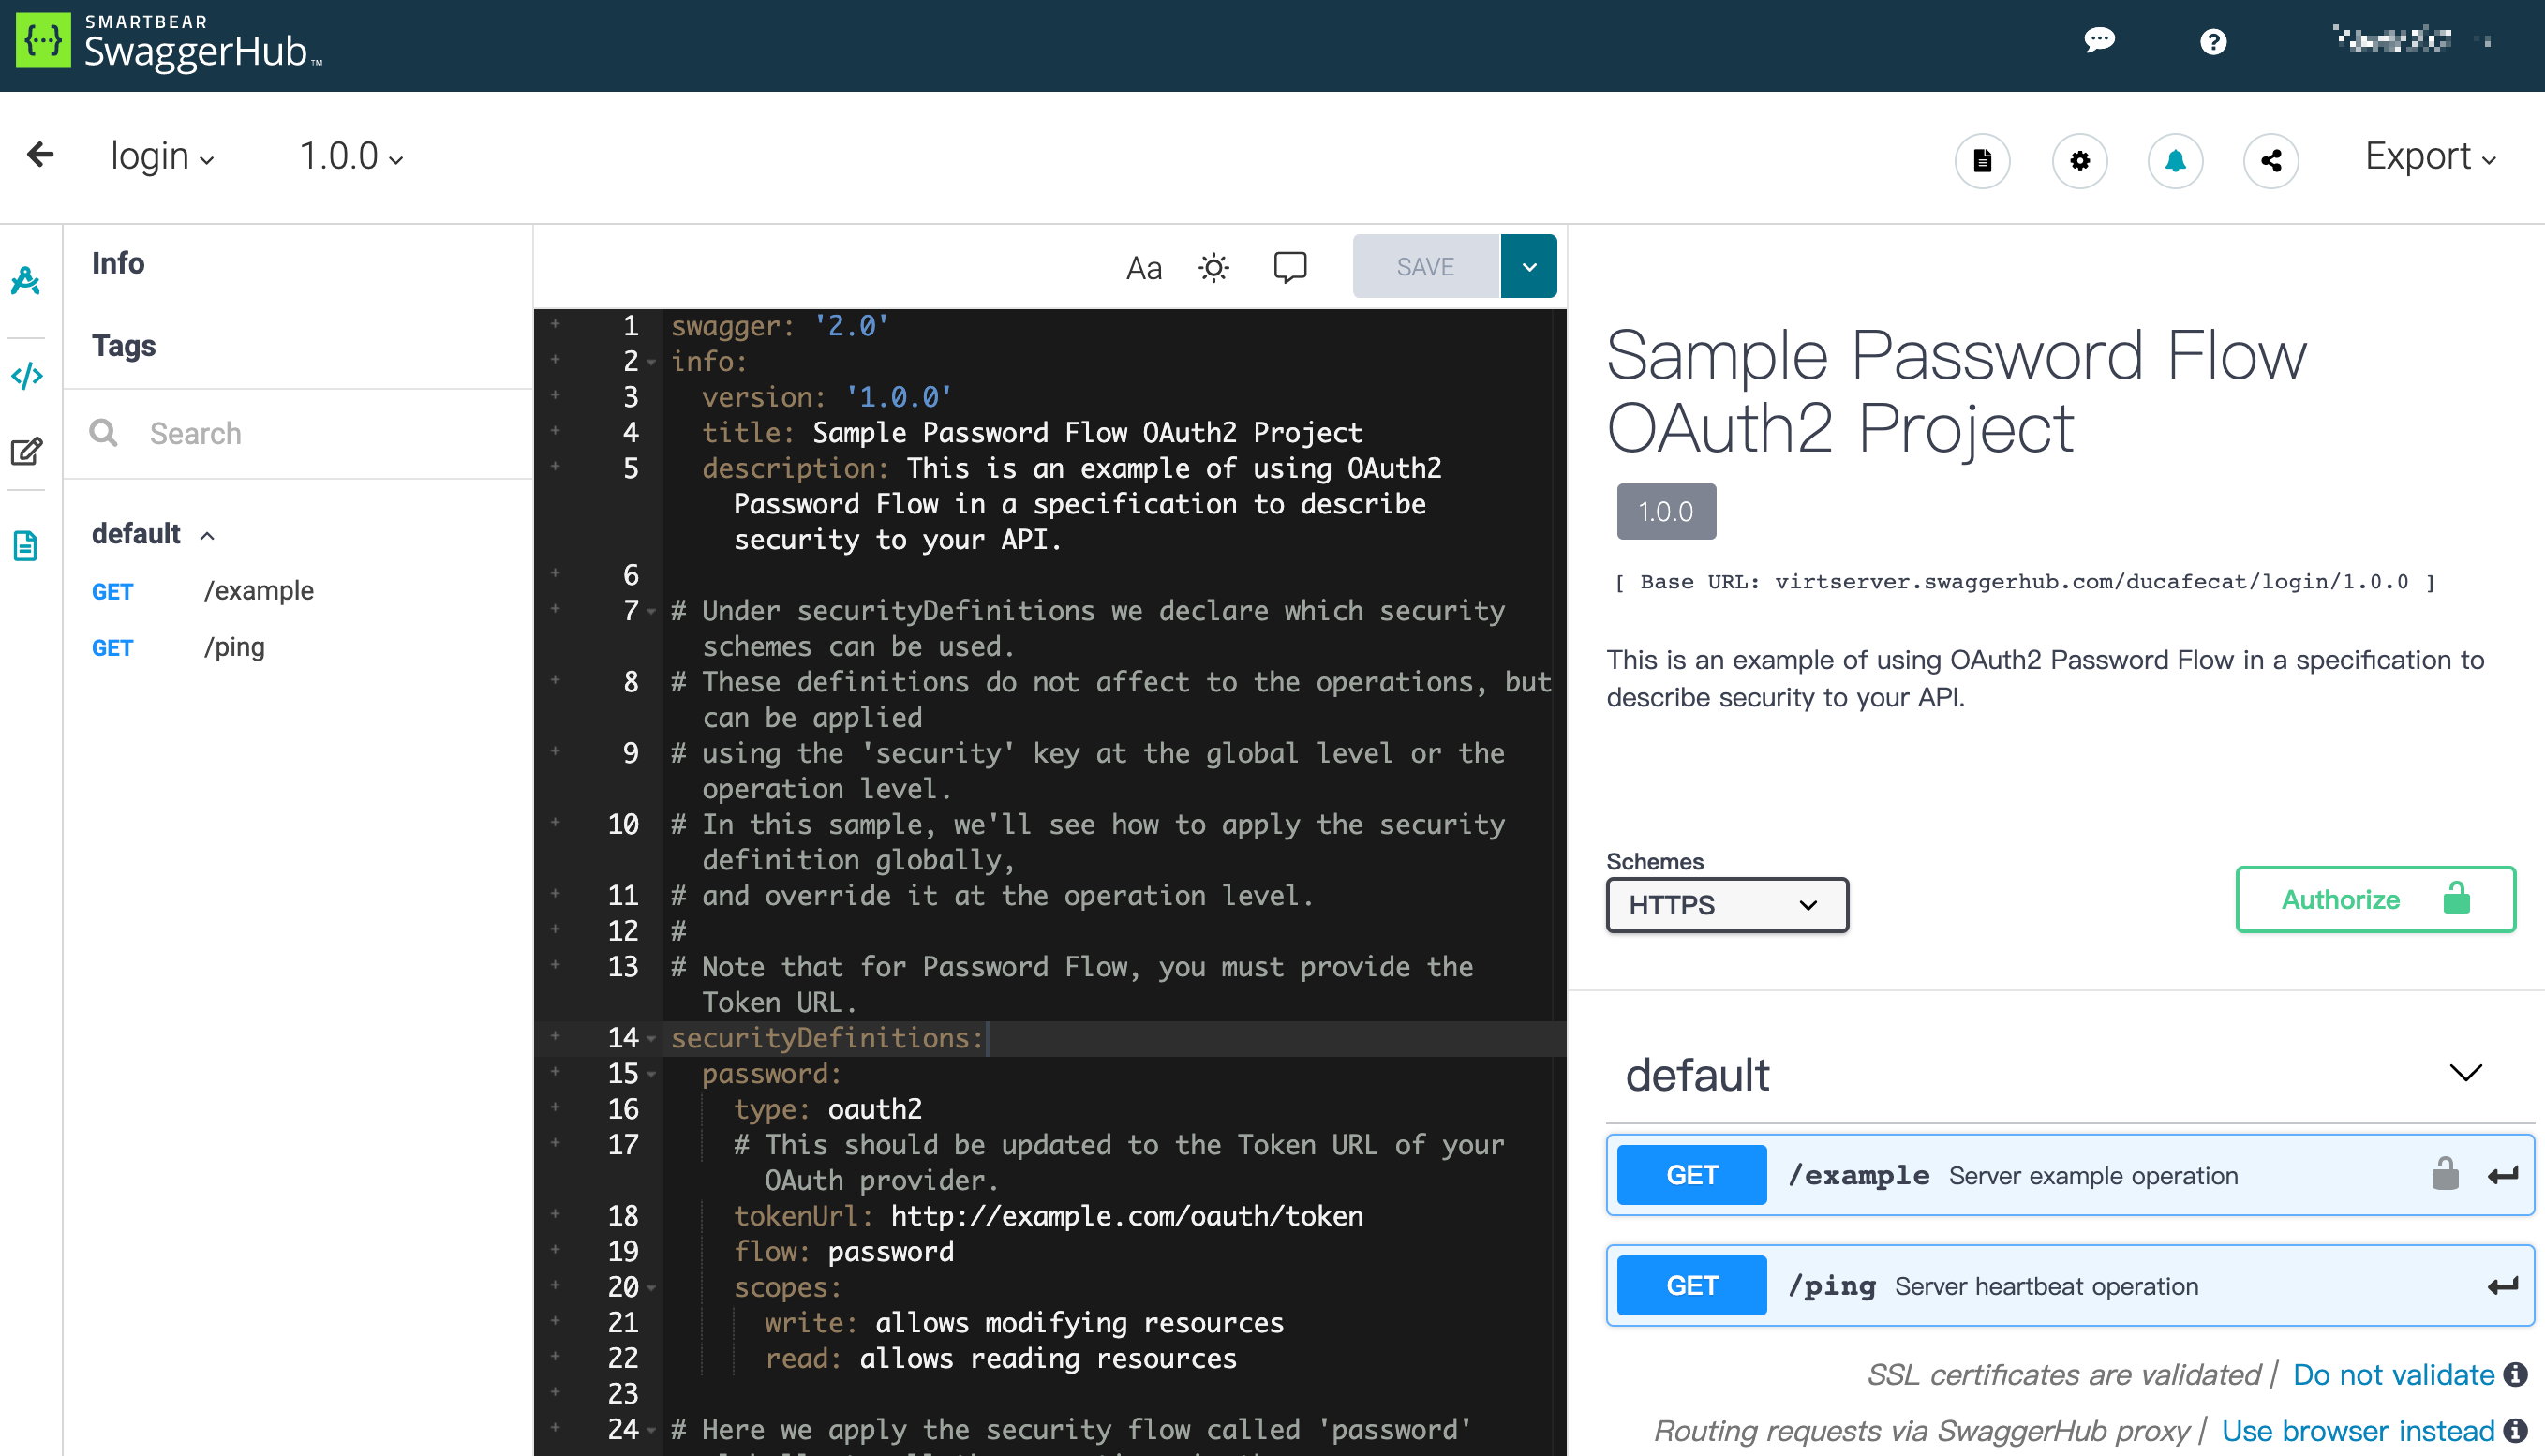 SMARTBEAR
SwaggerHub™
login
1.0.0
Export
Info
Tags
Search
default
GET /example
GET /ping
Aa
SAVE
1 swagger: '2.0'
2 info:
3 version: '1.0.0'
4 title: Sample Password Flow OAuth2 Project
5 description: This is an example of using OAuth2
Password Flow in a specification to describe
security to your API.
6
7 # Under securityDefinitions we declare which security
schemes can be used.
8 # These definitions do not affect to the operations, but
can be applied
9 # using the 'security' key at the global level or the
operation level.
10 # In this sample, we'll see how to apply the security
definition globally,
11 # and override it at the operation level.
12 #
13 # Note that for Password Flow, you must provide the
Token URL.
14 securityDefinitions:
15 password:
16 type: oauth2
17 # This should be updated to the Token URL of your
OAuth provider.
18 tokenUrl: http://example.com/oauth/token
19 flow: password
20 scopes:
21 write: allows modifying resources
22 read: allows reading resources
23
24 # Here we apply the security flow called 'password'
Sample Password Flow
OAuth2 Project
1.0.0
[ Base URL: virtserver.swaggerhub.com/ducafecat/login/1.0.0 ]
This is an example of using OAuth2 Password Flow in a specification to
describe security to your API.
Schemes
HTTPS
Authorize
default
GET /example Server example operation
GET /ping Server heartbeat operation
SSL certificates are validated | Do not validate
Routing requests via SwaggerHub proxy | Use browser instead